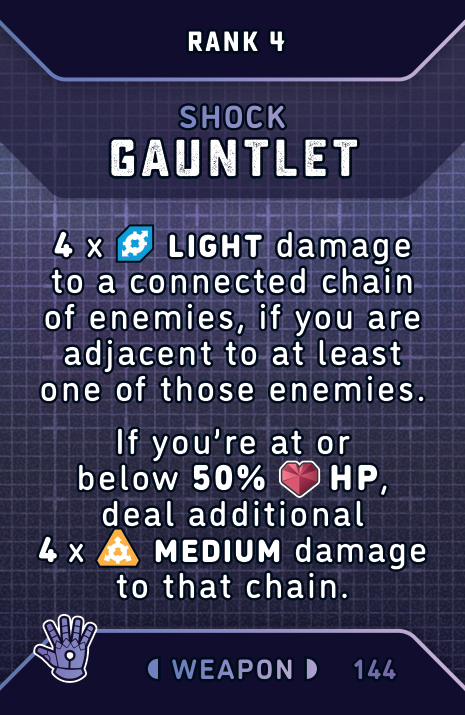 RANK 4
SHOCK
GAUNTLET
4 x LIGHT damage
to a connected chain
of enemies, if you are
adjacent to at least
one of those enemies.
If you're at or
below 50% HP,
deal additional
4 x MEDIUM damage
to that chain.
WEAPON 144